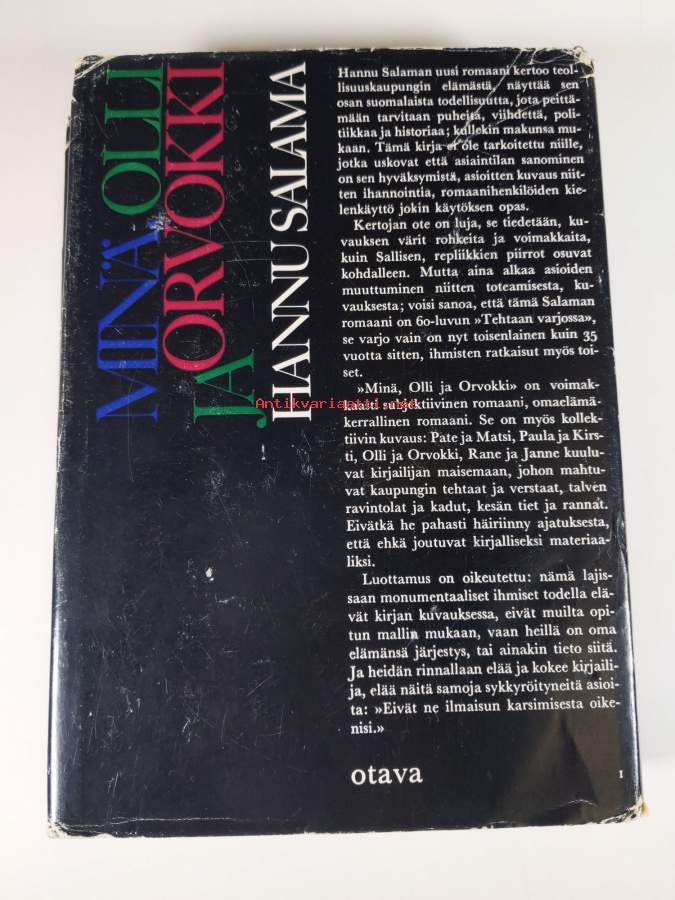 MINÄ, OLLI
JA ORVOKKI
HANNU SALAMA
Hannu Salaman uusi romaani kertoo teol-
lisuuskaupungin elämästä, näyttää sen
osan suomalaista todellisuutta, jota peittä-
mään tarvitaan puheita, viihdettä, poli-
tiikkaa ja historiaa; kullekin makunsa mu-
kaan. Tämä kirja ei ole tarkoitettu niille,
jotka uskovat että asiaintilan sanominen
on sen hyväksymistä, asioitten kuvaus niit-
ten ihannointia, romaanihenkilöiden kie-
lenkäyttö jokin käytöksen opas.
Kertojan ote on luja, se tiedetään, ku-
vauksen värit rohkeita ja voimakkaita,
kuin Sallisen, repliikkien piirrot osuvat
kohdalleen. Mutta aina alkaa asioiden
muuttuminen niitten toteamisesta, ku-
vauksesta; voisi sanoa, että tämä Salaman
romaani on 60-luvun »Tehtaan varjossa»,
se varjo vain on nyt toisenlainen kuin 35
vuotta sitten, ihmisten ratkaisut myös toi-
set.
»Minä, Olli ja Orvokki» on voimak-
kaasti subjektiivinen romaani, omaelämä-
kerrallinen romaani. Se on myös kollek-
tiivin kuvaus: Pate ja Matsi, Paula ja Kirs-
ti, Olli ja Orvokki, Rane ja Janne kuulu-
vat kirjailijan maisemaan, johon mahtu-
vat kaupungin tehtaat ja verstaat, talven
ravintolat ja kadut, kesän tiet ja rannat.
Eivätkä he pahasti häiriinny ajatuksesta,
että ehkä joutuvat kirjalliseksi materiaa-
liksi.
Luottamus on oikeutettu: nämä lajis-
saan monumentaaliset ihmiset todella elä-
vät kirjan kuvauksessa, eivät muilta opi-
tun mallin mukaan, vaan heillä on oma
elämänsä järjestys, tai ainakin tieto siitä.
Ja heidän rinnallaan elää ja kokee kirjaili-
ja, elää näitä samoja sykkyröityneitä asioi-
ta: »Eivät ne ilmaisun karsimisesta oike-
nisi.»
otava
1
Antikvariaatti.net